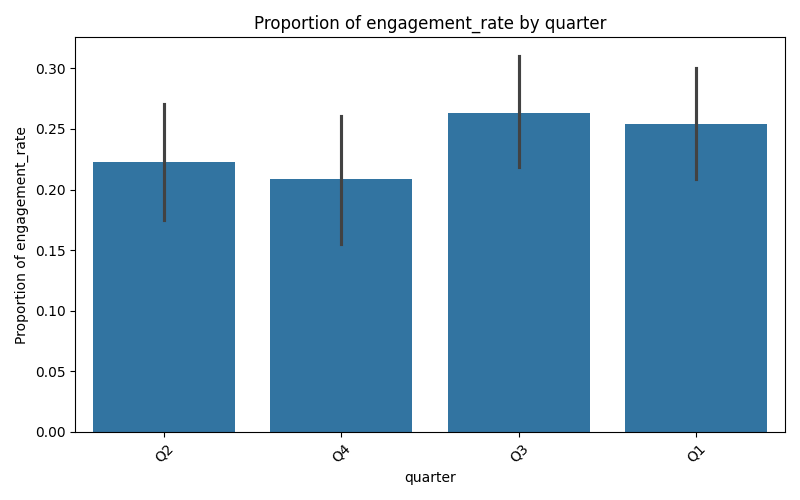 Proportion of engagement_rate by quarter
Proportion of engagement_rate
0.30
0.25
0.20
0.15
0.10
0.05
0.00
Q2 Q4 Q3 Q1
quarter